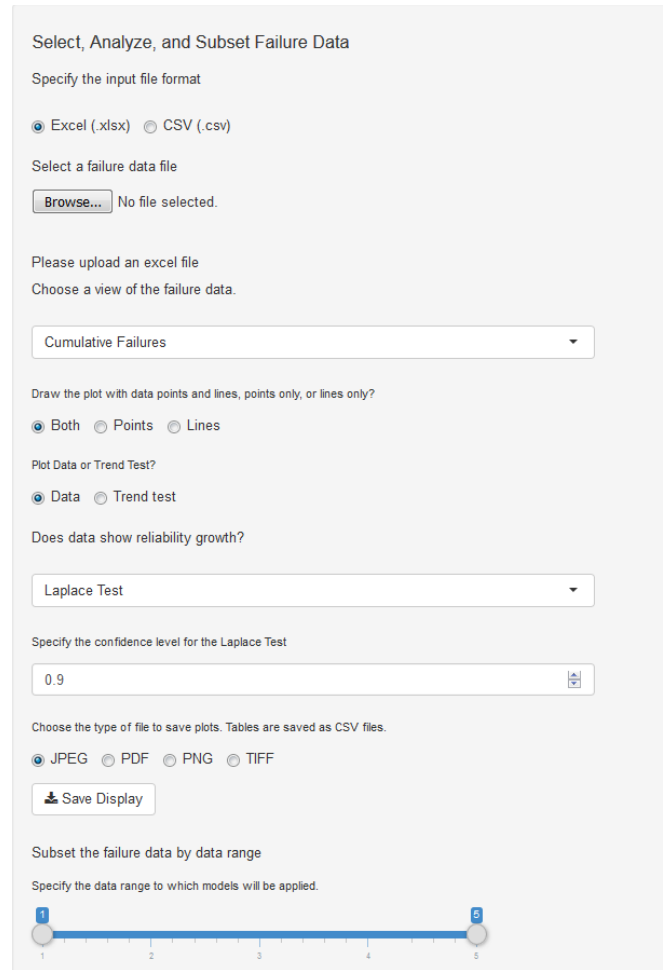 Select, Analyze, and Subset Failure Data
Specify the input file format
Excel (.xlsx) CSV (.csv)
Select a failure data file
Browse... No file selected.
Please upload an excel file
Choose a view of the failure data.
Cumulative Failures
Draw the plot with data points and lines, points only, or lines only?
Both Points Lines
Plot Data or Trend Test?
Data Trend test
Does data show reliability growth?
Laplace Test
Specify the confidence level for the Laplace Test
0.9
Choose the type of file to save plots. Tables are saved as CSV files.
JPEG PDF PNG TIFF
Save Display
Subset the failure data by data range
Specify the data range to which models will be applied.
1 5
1 2 3 4 5